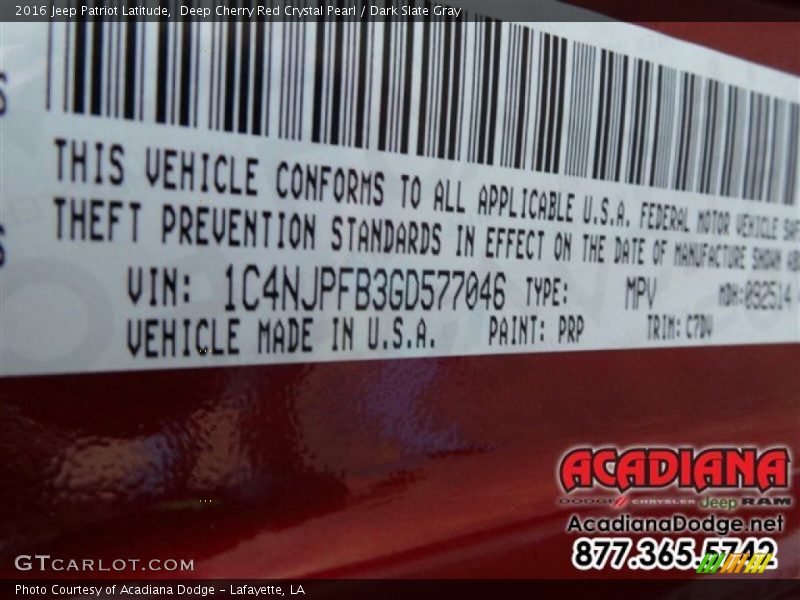 2016 Jeep Patriot Latitude, Deep Cherry Red Crystal Pearl / Dark Slate Gray
THIS VEHICLE CONFORMS TO ALL APPLICABLE U.S.A. FEDERAL MOTOR VEHICLE
THEFT PREVENTION STANDARDS IN EFFECT ON THE DATE OF MANUFACTURE SHOWN
VIN: 1C4NJPFB3GD577046 TYPE: MPV MDH:092514
VEHICLE MADE IN U.S.A. PAINT: PRP TRIM: C7DV
ACADIANA
DODGE CHRYSLER Jeep RAM
AcadianaDodge.net
877.365.5742
GTCARLOT.COM
Photo Courtesy of Acadiana Dodge - Lafayette, LA